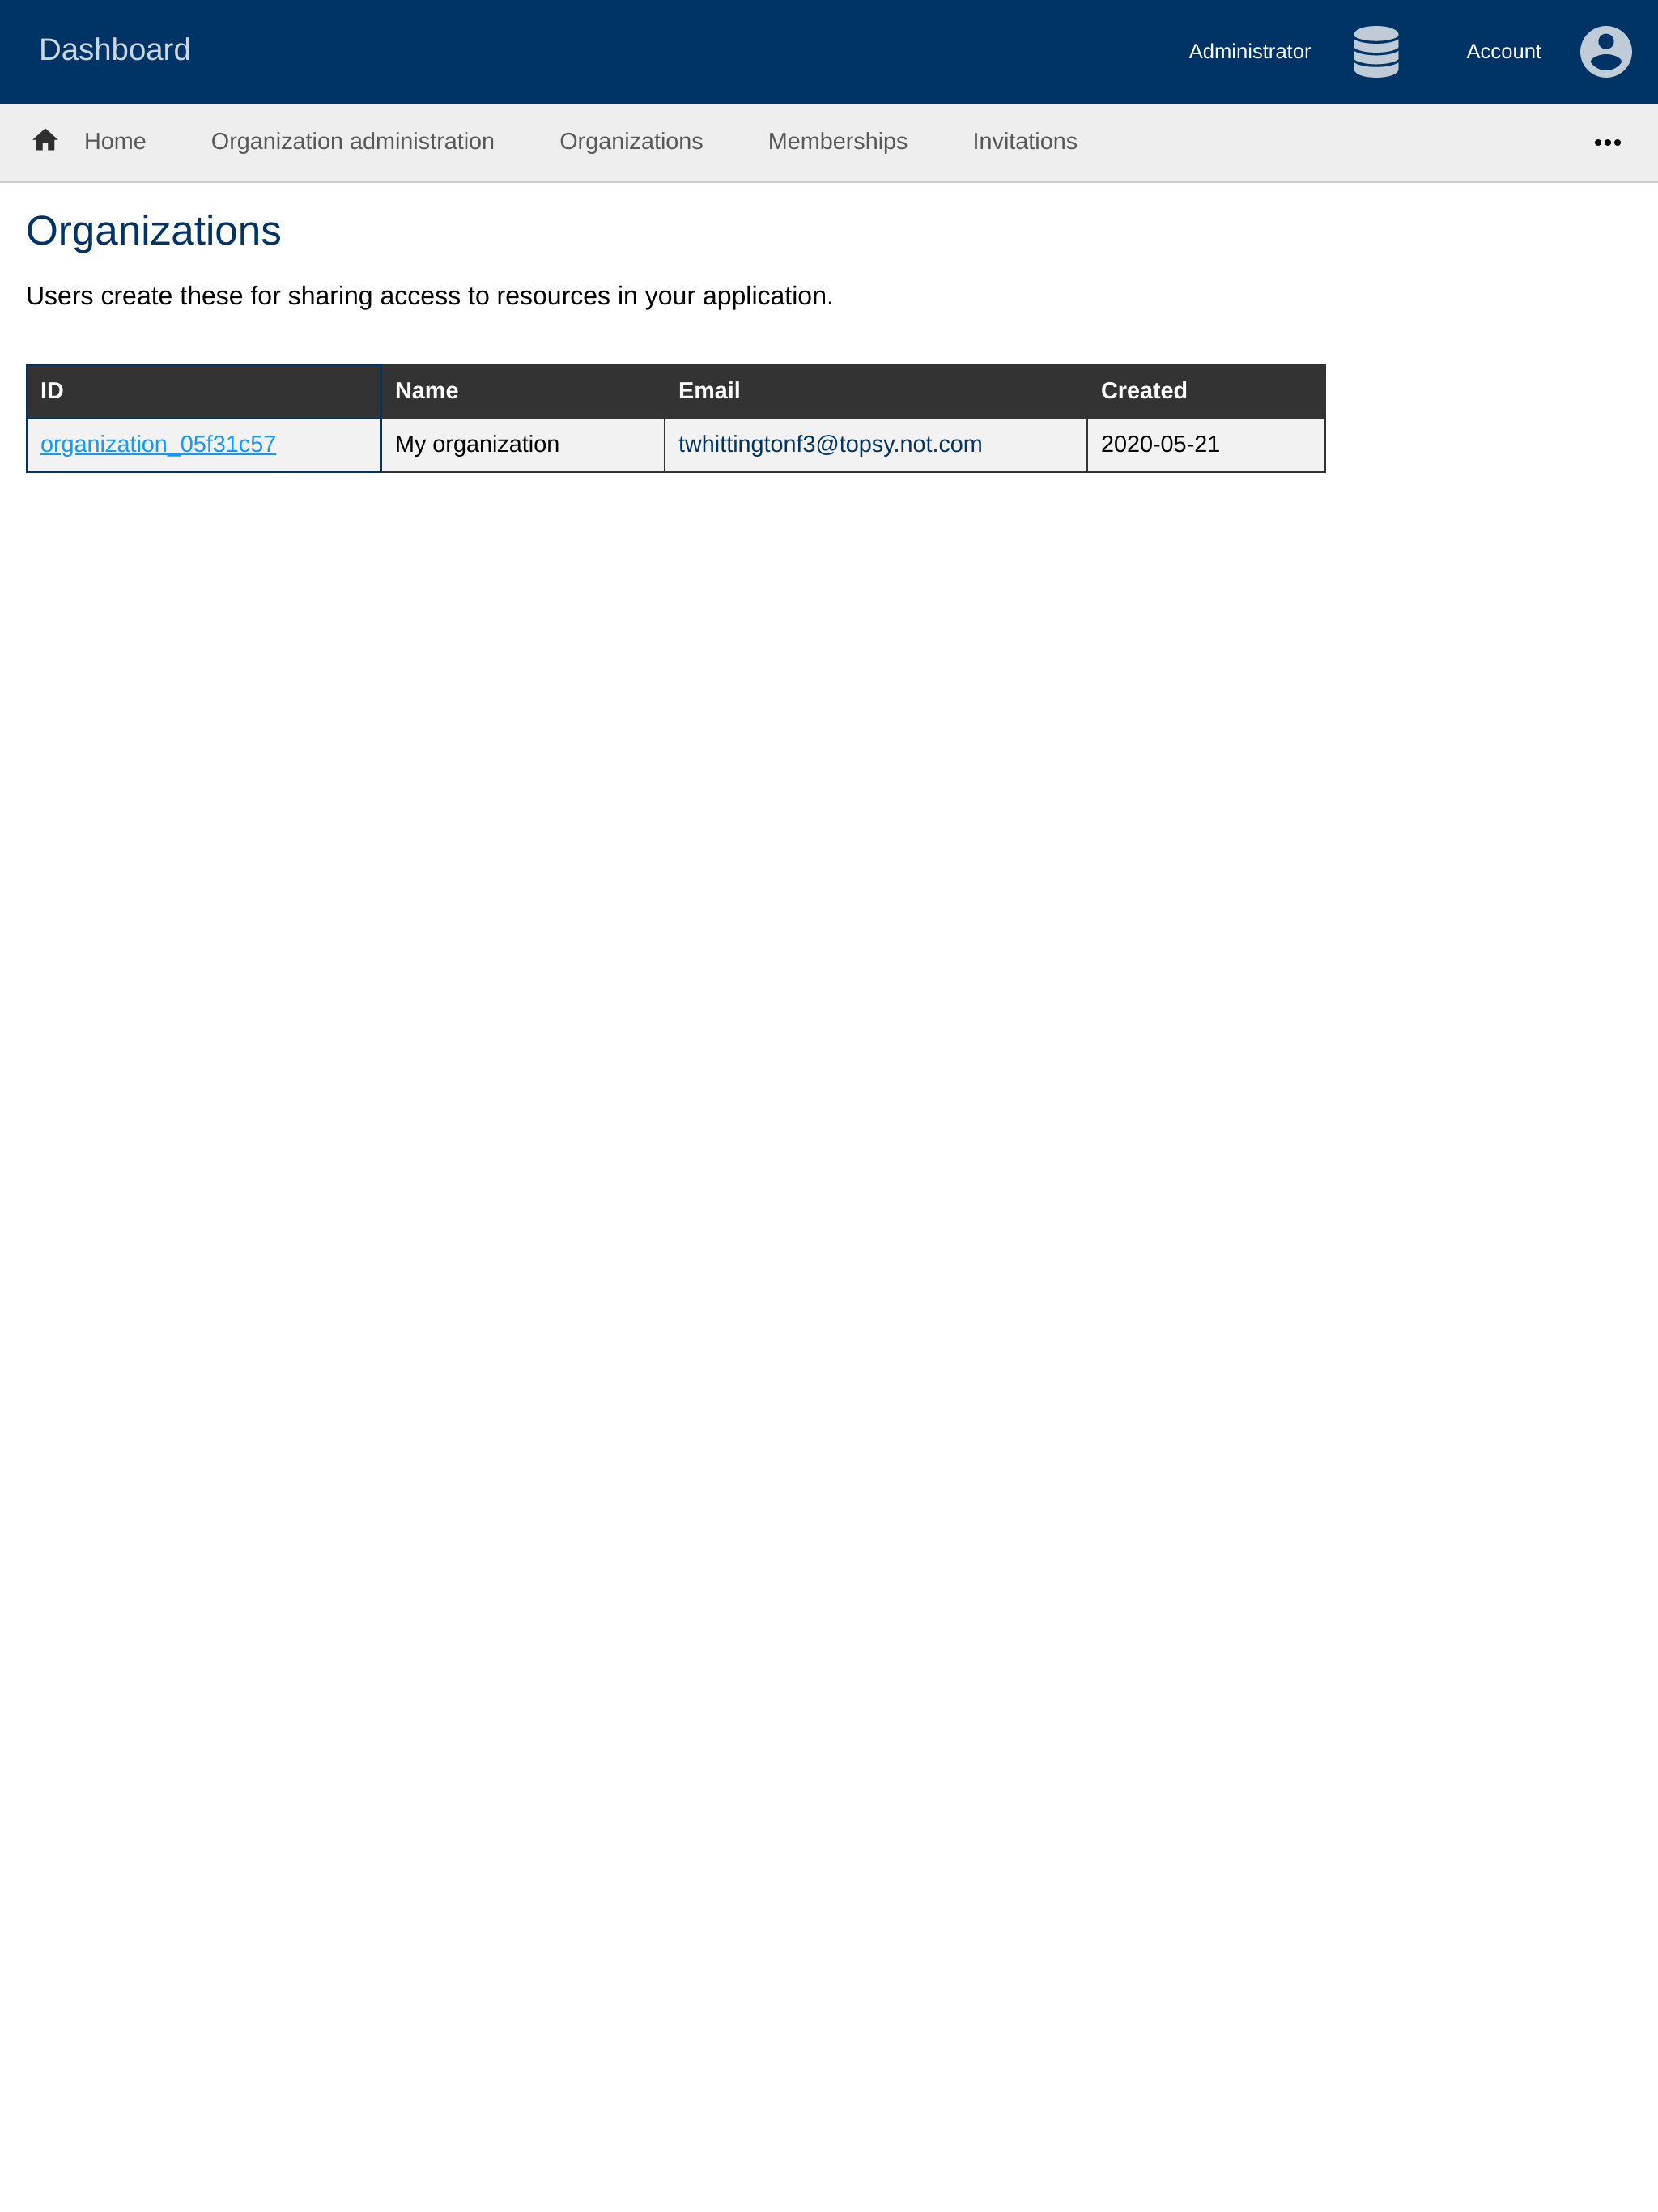 Dashboard Administrator Account
Home Organization administration Organizations Memberships Invitations
Organizations
Users create these for sharing access to resources in your application.
ID Name Email Created
organization_05f31c57 My organization twhittingtonf3@topsy.not.com 2020-05-21